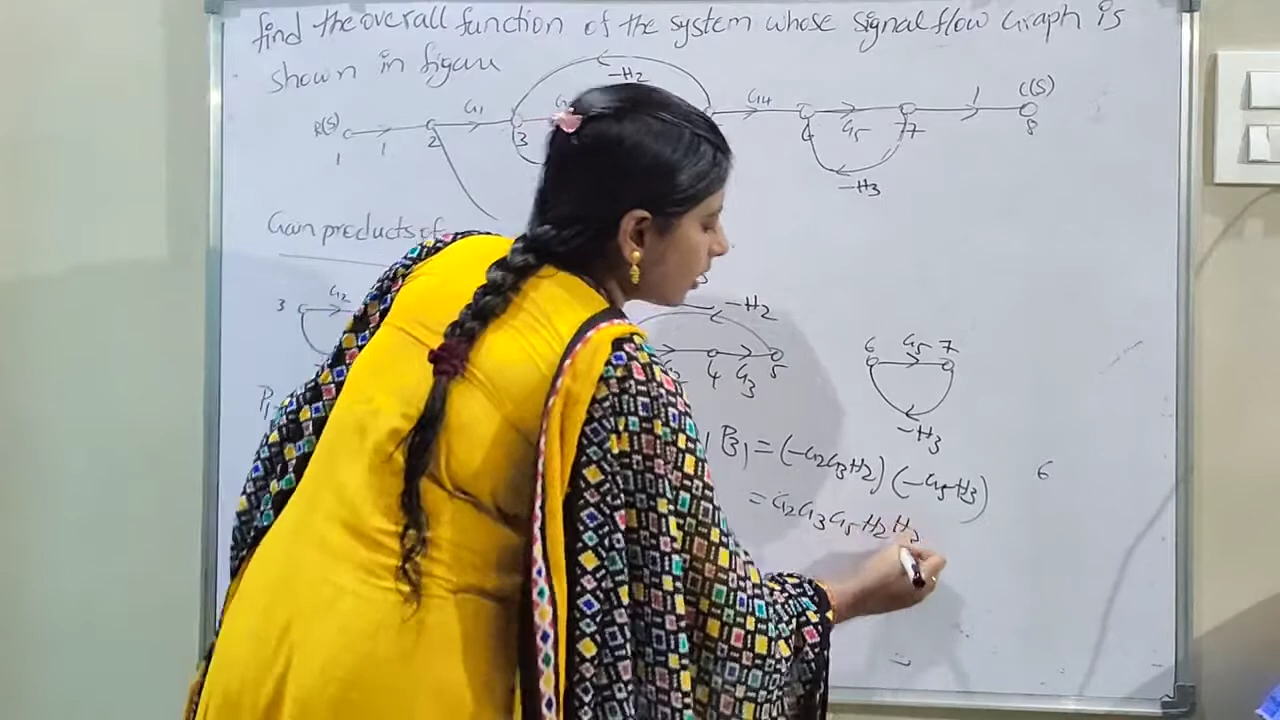 find the overall function of the system whose signal flow Graph is
shown in figure
-H2
R(S) 1 G1 G4 G5 1 C(S)
1 2 3 6 7 8
-H3
Gain products of
3 G2
-H2
4 G3 5
6 G5 7
-H3
P31 = (-G2G3H2) (-G5H3)
= G2G3G5H2H3
6